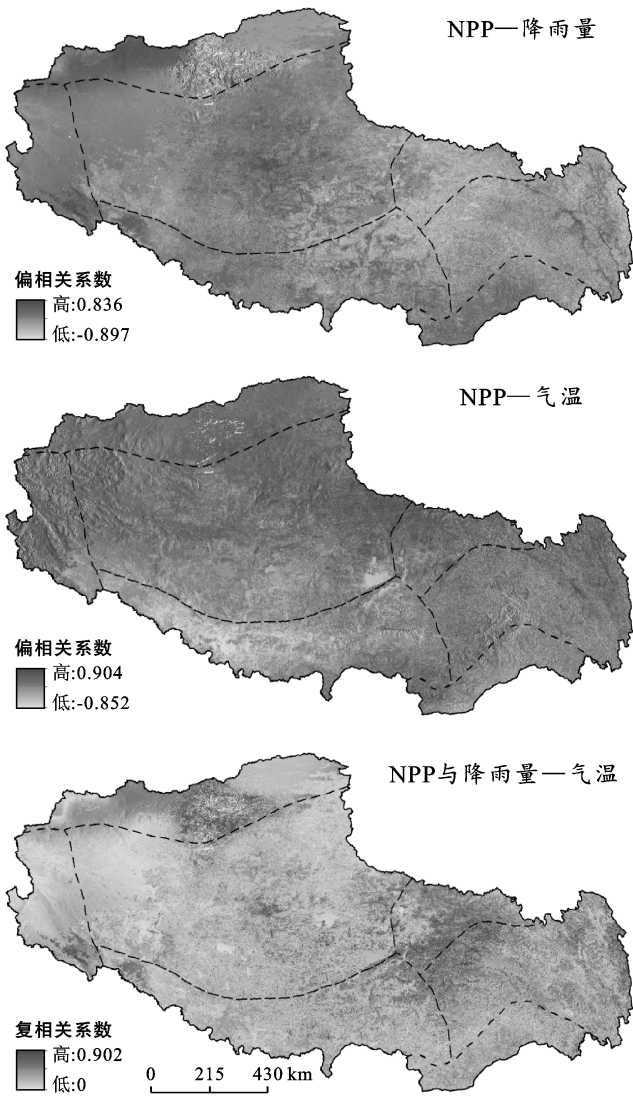 NPP—降雨量
偏相关系数
高:0.836
低:-0.897
NPP—气温
偏相关系数
高:0.904
低:-0.852
NPP与降雨量—气温
复相关系数
高:0.902
低:0
0 215 430 km